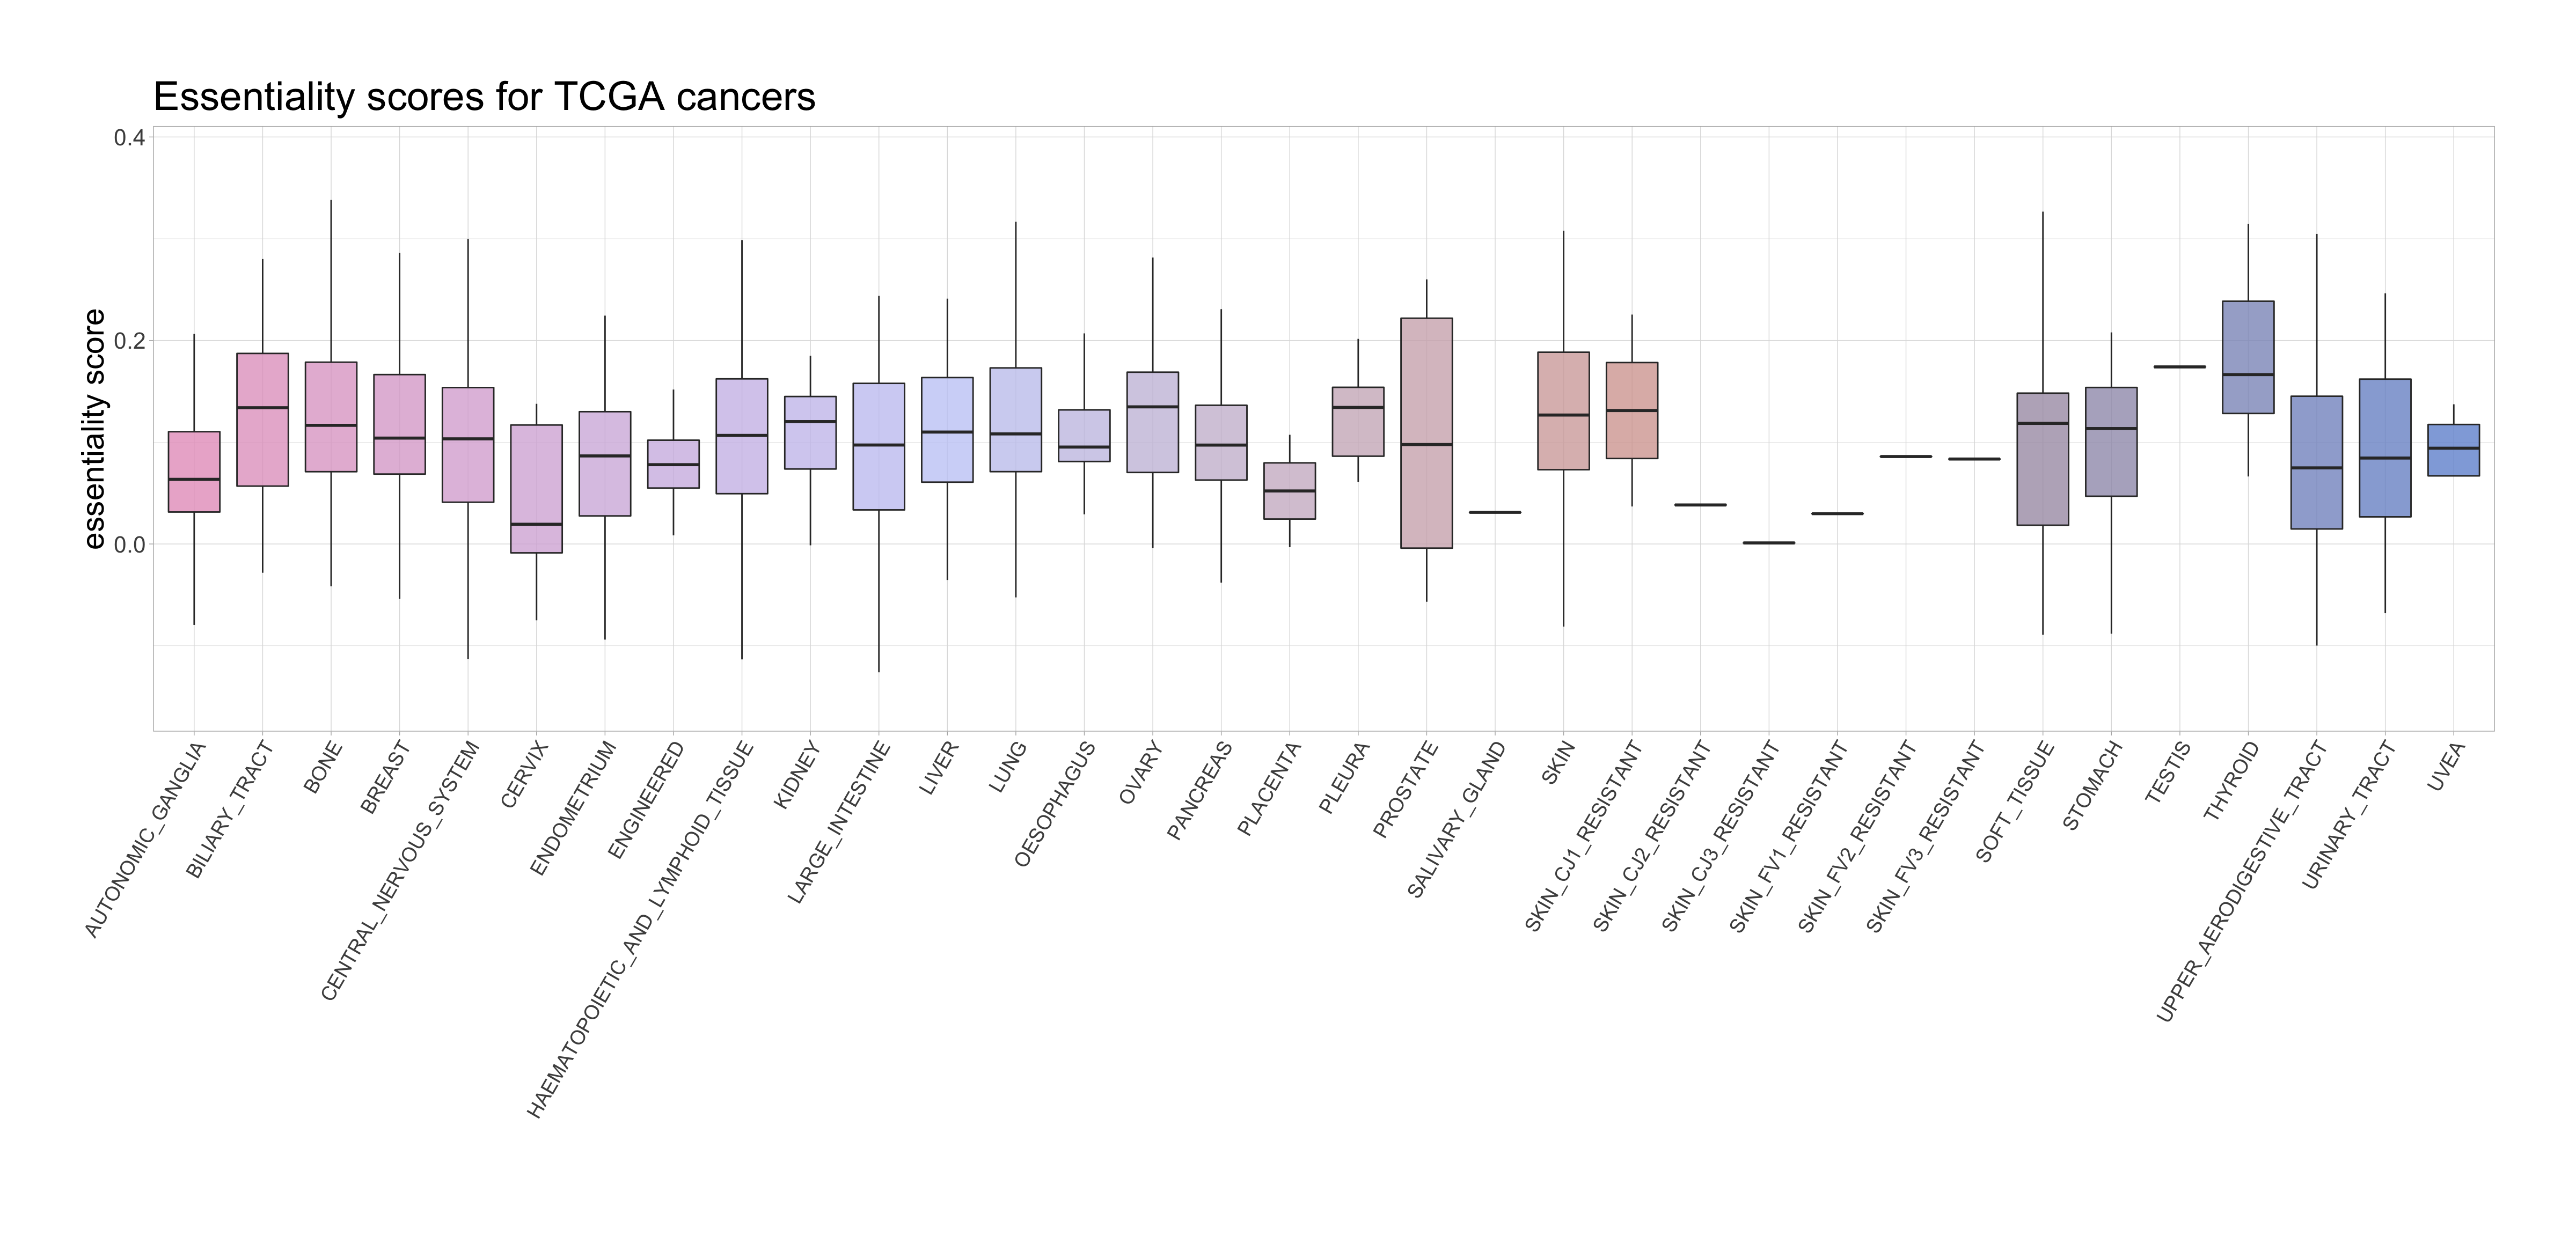 Essentiality scores for TCGA cancers
essentiality score
0.4
0.2
0.0
AUTONOMIC_GANGLIA
BILIARY_TRACT
BONE
BREAST
CENTRAL_NERVOUS_SYSTEM
CERVIX
ENDOMETRIUM
ENGINEERED
HAEMATOPOIETIC_AND_LYMPHOID_TISSUE
KIDNEY
LARGE_INTESTINE
LIVER
LUNG
OESOPHAGUS
OVARY
PANCREAS
PLACENTA
PLEURA
PROSTATE
SALIVARY_GLAND
SKIN
SKIN_CJ1_RESISTANT
SKIN_CJ2_RESISTANT
SKIN_CJ3_RESISTANT
SKIN_FV1_RESISTANT
SKIN_FV2_RESISTANT
SKIN_FV3_RESISTANT
SOFT_TISSUE
STOMACH
TESTIS
THYROID
UPPER_AERODIGESTIVE_TRACT
URINARY_TRACT
UVEA